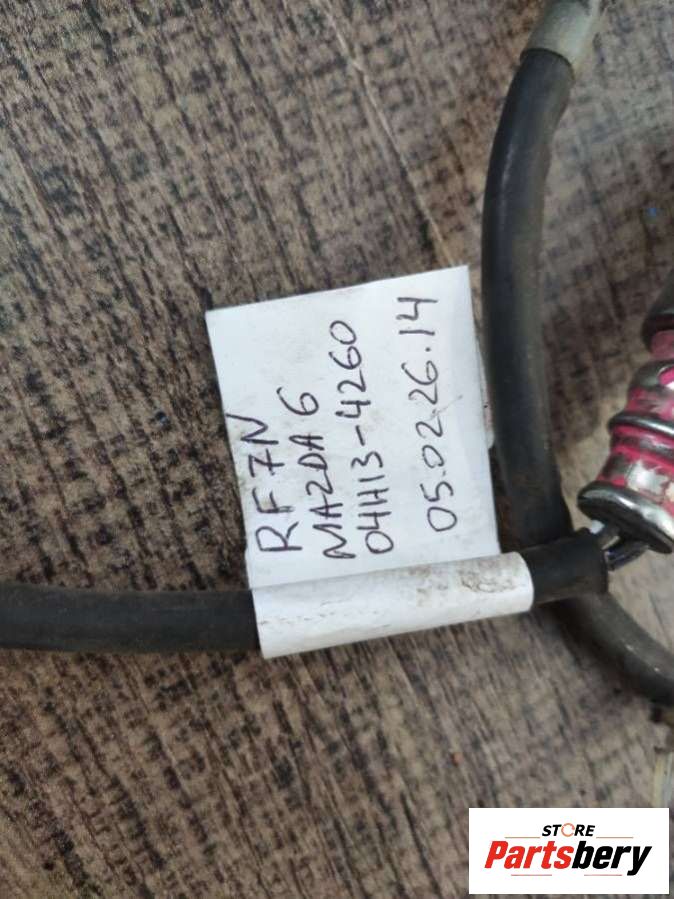 RF7N
MAZDA 6
04H13-4260
05.02.26.14
STORE
Partsbery